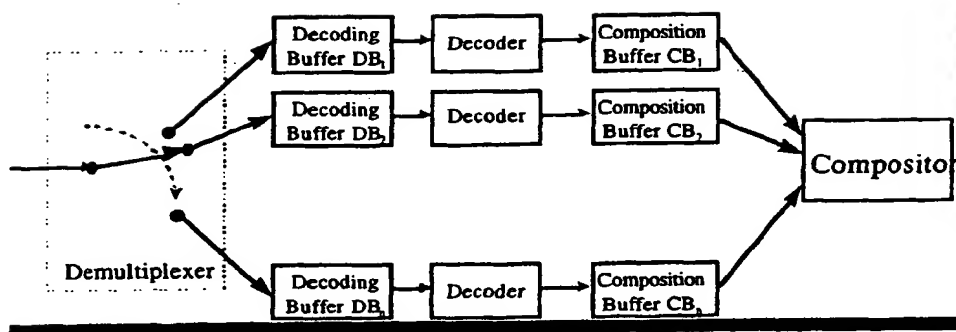 Decoding
Buffer DB₁
Decoder
Composition
Buffer CB₁
Decoding
Buffer DB₂
Decoder
Composition
Buffer CB₂
Compositor
Demultiplexer
Decoding
Buffer DBₙ
Decoder
Composition
Buffer CBₙ